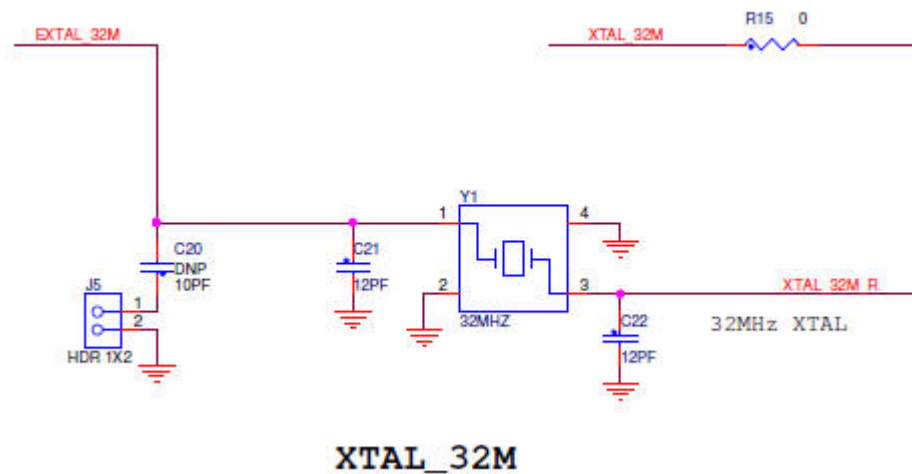 R15 0
EXTAL_32M
XTAL_32M
Y1
1
4
C20
DNP
10PF
C21
12PF
J5
1
2
HDR 1X2
2
3
32MHZ
XTAL_32M_R
C22
12PF
32MHz XTAL
XTAL_32M